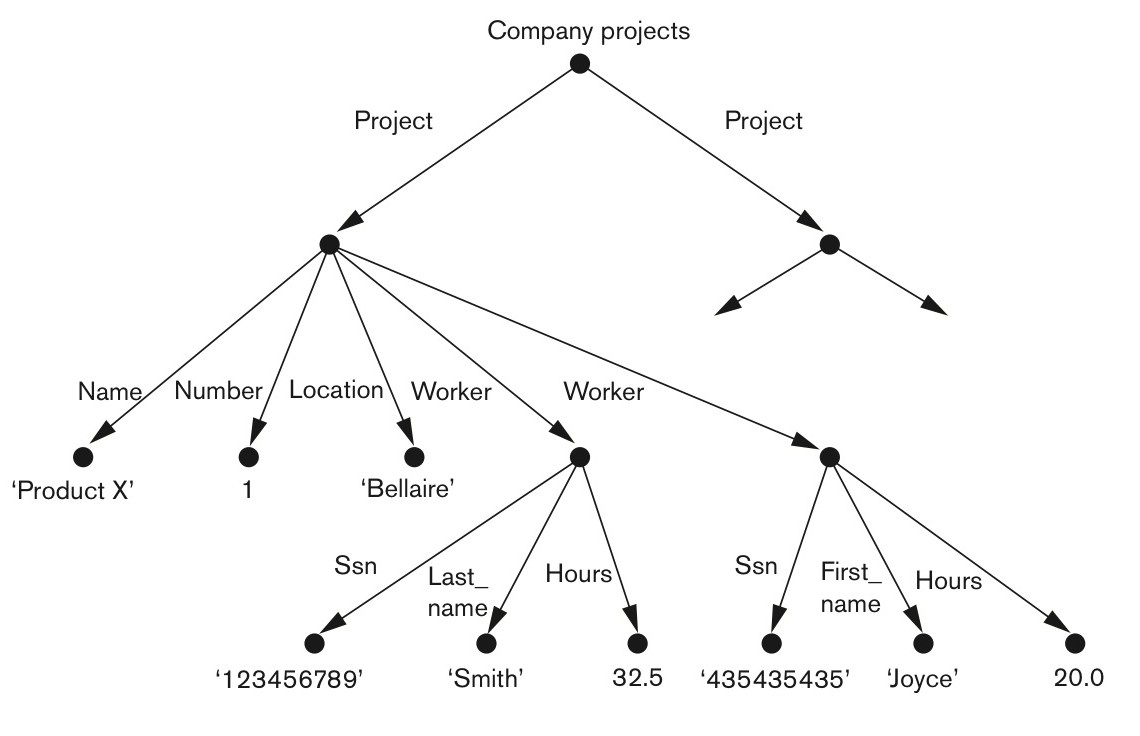 Company projects
Project
Project
Name
Number
Location
Worker
Worker
‘Product X’
1
‘Bellaire’
Ssn
Last_
name
Hours
Ssn
First_
name
Hours
‘123456789’
‘Smith’
32.5
‘435435435’
‘Joyce’
20.0